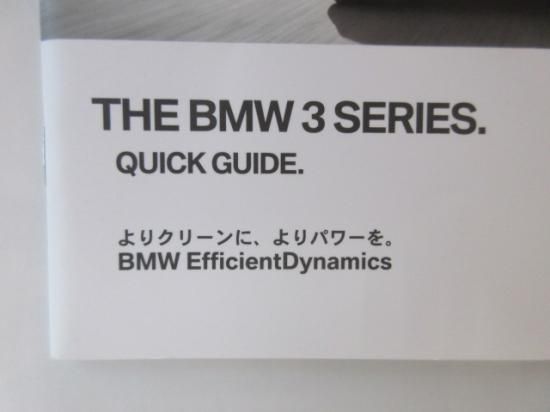 THE BMW 3 SERIES.
QUICK GUIDE.
よりクリーンに、よりパワーを。
BMW EfficientDynamics